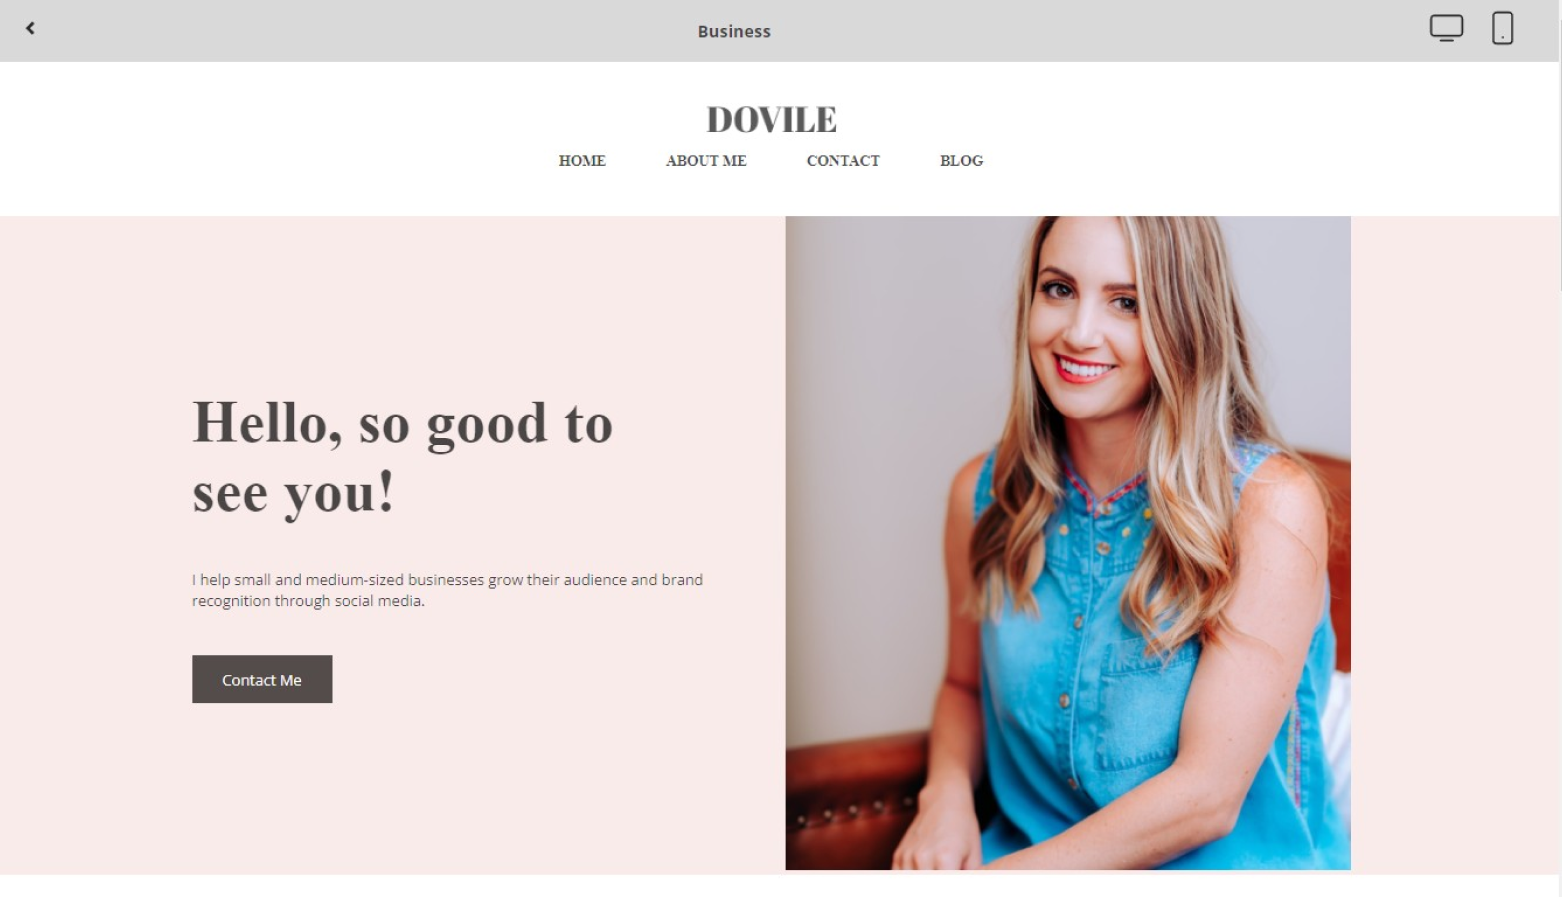 Business
DOVILE
HOME ABOUT ME CONTACT BLOG
Hello, so good to
see you!
I help small and medium-sized businesses grow their audience and brand
recognition through social media.
Contact Me